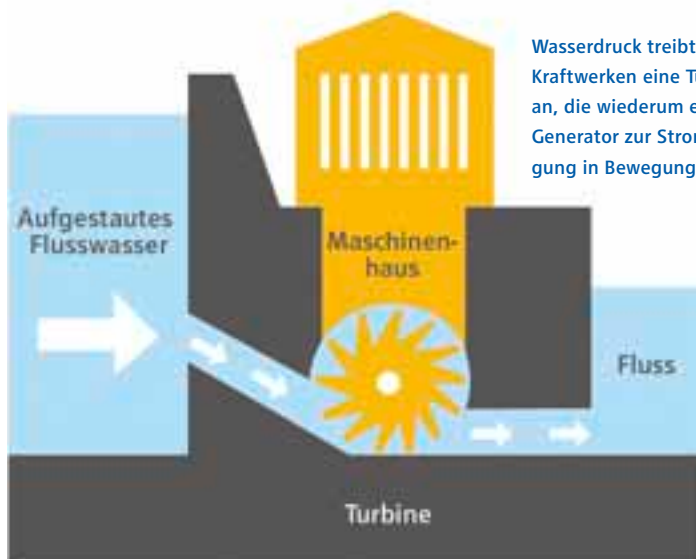 Wasserdruck treibt
Kraftwerken eine
an, die wiederum
Generator zur
gung in Bewegung
Aufgestautes
Flusswasser
Maschinen-
haus
Fluss
Turbine